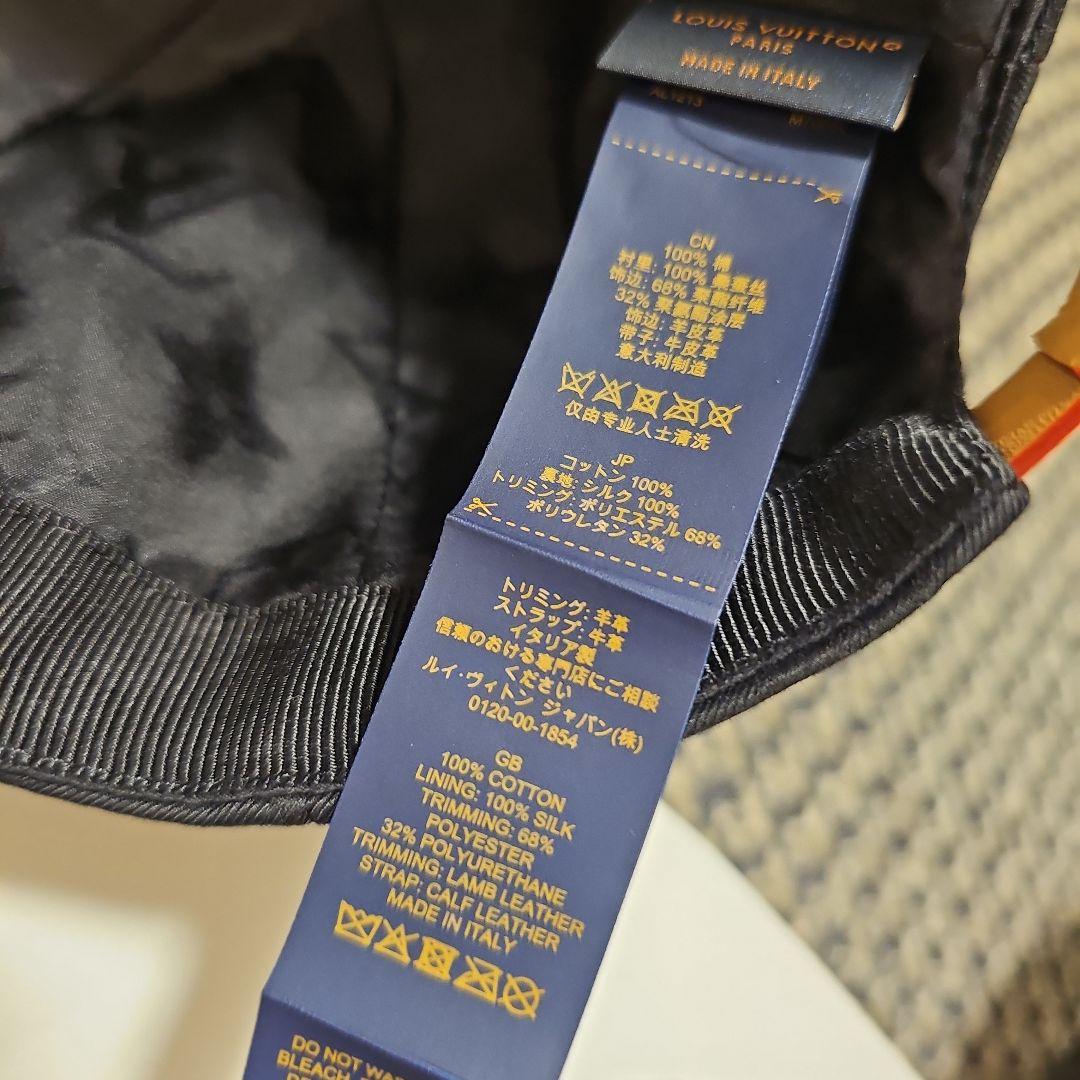 LOUIS VUITTON
PARIS
MADE IN ITALY
CN
100% 棉
衬里: 100% 桑蚕丝
饰边: 68% 聚酯纤维
32% 聚氨酯涂层
饰边: 羊皮革
带子: 牛皮革
意大利制造
仅由专业人士清洗
JP
コットン 100%
裏地: シルク 100%
トリミング: ポリエステル 68%
ポリウレタン 32%
トリミング: 羊革
ストラップ: 牛革
イタリア製
信頼のおける専門店にご相談
ください
ルイ・ヴィトン ジャパン(株)
0120-00-1854
GB
100% COTTON
LINING: 100% SILK
TRIMMING: 68%
POLYESTER
32% POLYURETHANE
TRIMMING: LAMB LEATHER
STRAP: CALF LEATHER
MADE IN ITALY
DO NOT
BLEACH,